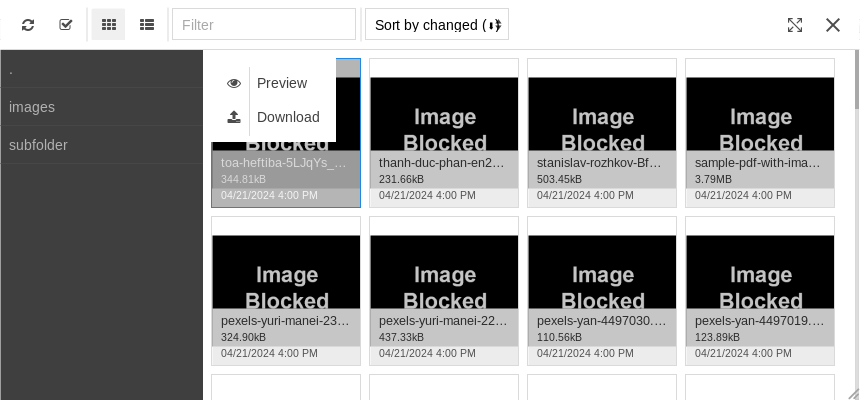 Filter
Sort by changed (
.
images
subfolder
Preview
Download
Blocked
toa-heftiba-5LJqYs_...
344.81kB
04/21/2024 4:00 PM
Image
Blocked
thanh-duc-phan-en2...
231.66kB
04/21/2024 4:00 PM
Image
Blocked
stanislav-rozhkov-Bf...
503.45kB
04/21/2024 4:00 PM
Image
Blocked
sample-pdf-with-ima...
3.79MB
04/21/2024 4:00 PM
Image
Blocked
pexels-yuri-manei-23...
324.90kB
04/21/2024 4:00 PM
Image
Blocked
pexels-yuri-manei-22...
437.33kB
04/21/2024 4:00 PM
Image
Blocked
pexels-yan-4497030....
110.56kB
04/21/2024 4:00 PM
Image
Blocked
pexels-yan-4497019....
123.89kB
04/21/2024 4:00 PM